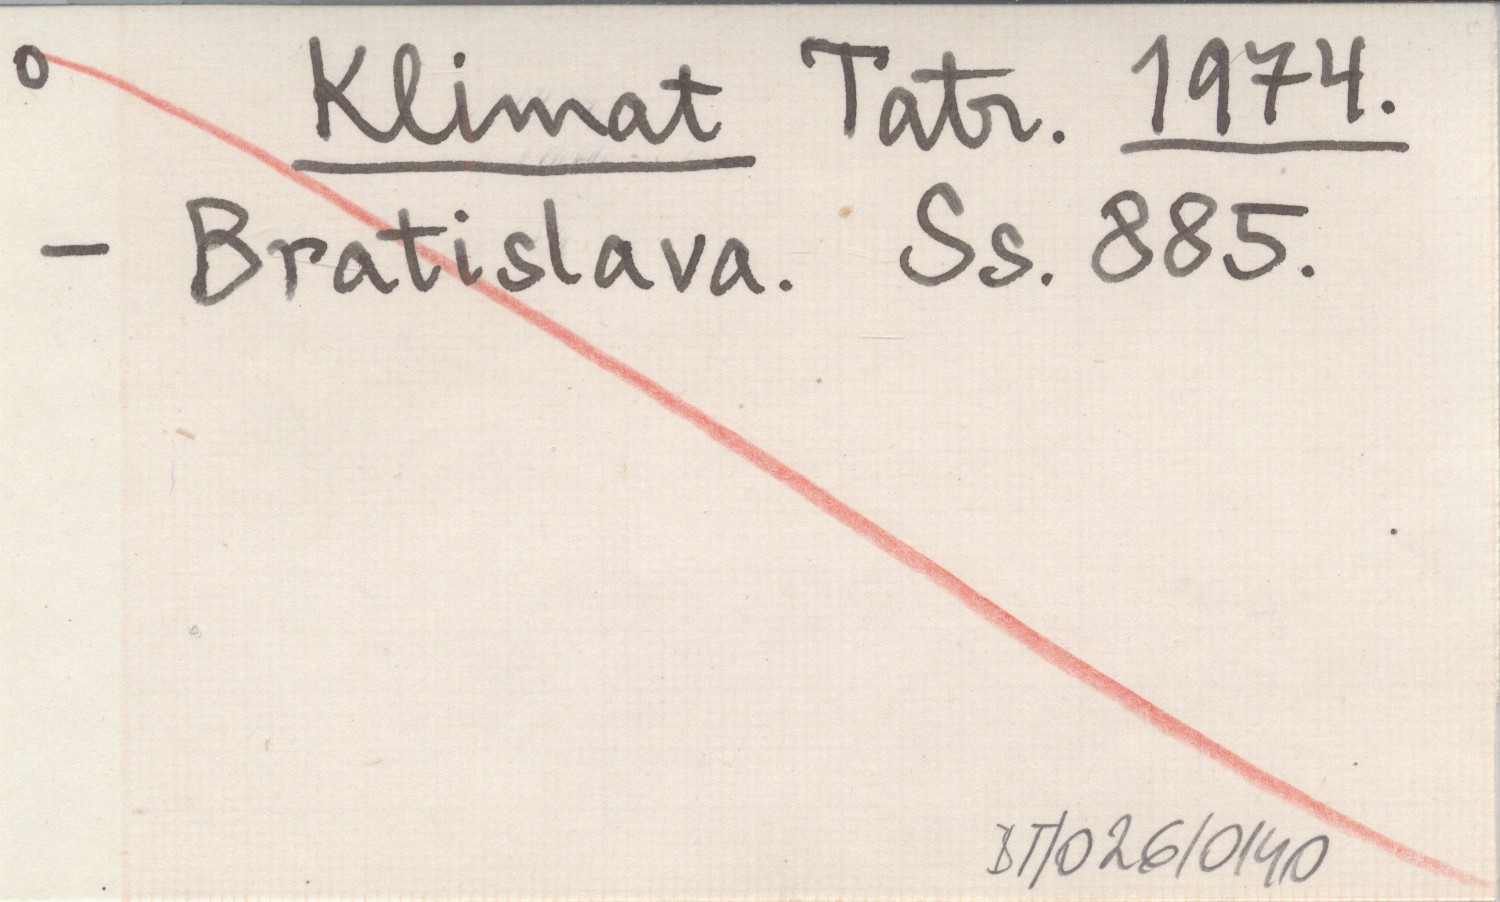 o Klimat Tatr. 1974.
– Bratislava. Ss. 885.
BT/026/0140